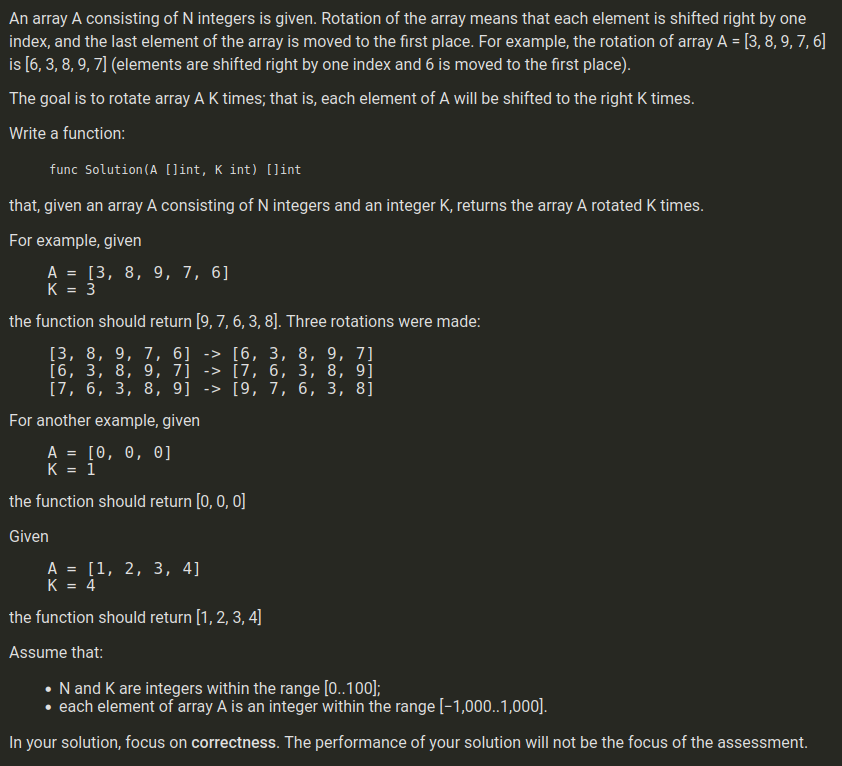 An array A consisting of N integers is given. Rotation of the array means that each element is shifted right by one
index, and the last element of the array is moved to the first place. For example, the rotation of array A = [3, 8, 9, 7, 6]
is [6, 3, 8, 9, 7] (elements are shifted right by one index and 6 is moved to the first place).
The goal is to rotate array A K times; that is, each element of A will be shifted to the right K times.
Write a function:
func Solution(A []int, K int) []int
that, given an array A consisting of N integers and an integer K, returns the array A rotated K times.
For example, given
A = [3, 8, 9, 7, 6]
K = 3
the function should return [9, 7, 6, 3, 8]. Three rotations were made:
[3, 8, 9, 7, 6] -> [6, 3, 8, 9, 7]
[6, 3, 8, 9, 7] -> [7, 6, 3, 8, 9]
[7, 6, 3, 8, 9] -> [9, 7, 6, 3, 8]
For another example, given
A = [0, 0, 0]
K = 1
the function should return [0, 0, 0]
Given
A = [1, 2, 3, 4]
K = 4
the function should return [1, 2, 3, 4]
Assume that:
• N and K are integers within the range [0..100];
• each element of array A is an integer within the range [−1,000..1,000].
In your solution, focus on correctness. The performance of your solution will not be the focus of the assessment.